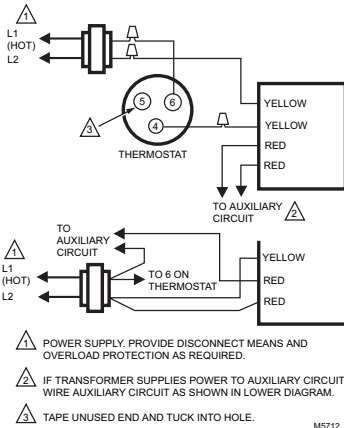 1
L1
(HOT)
L2
5
6
4
3
THERMOSTAT
YELLOW
YELLOW
RED
RED
TO AUXILIARY
CIRCUIT
2
TO
AUXILIARY
CIRCUIT
1
L1
(HOT)
L2
TO 6 ON
THERMOSTAT
YELLOW
RED
RED
1 POWER SUPPLY. PROVIDE DISCONNECT MEANS AND
OVERLOAD PROTECTION AS REQUIRED.
2 IF TRANSFORMER SUPPLIES POWER TO AUXILIARY CIRCUIT
WIRE AUXILIARY CIRCUIT AS SHOWN IN LOWER DIAGRAM.
3 TAPE UNUSED END AND TUCK INTO HOLE.
M5712